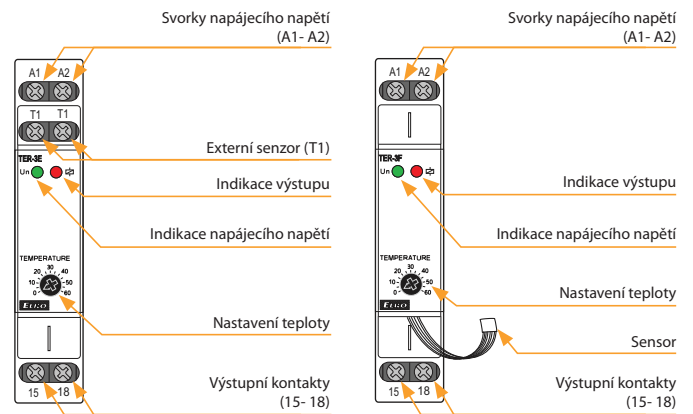 Svorky napájecího napětí
(A1- A2)
A1 A2
T1 T1
Externí senzor (T1)
TER-3E
Un
Indikace výstupu
Indikace napájecího napětí
TEMPERATURE
0 10 20 30 40 50 60
ELKO
Nastavení teploty
15 18
Výstupní kontakty
(15- 18)
Svorky napájecího napětí
(A1- A2)
A1 A2
TER-3F
Un
Indikace výstupu
Indikace napájecího napětí
TEMPERATURE
0 10 20 30 40 50 60
ELKO
Nastavení teploty
Sensor
15 18
Výstupní kontakty
(15- 18)